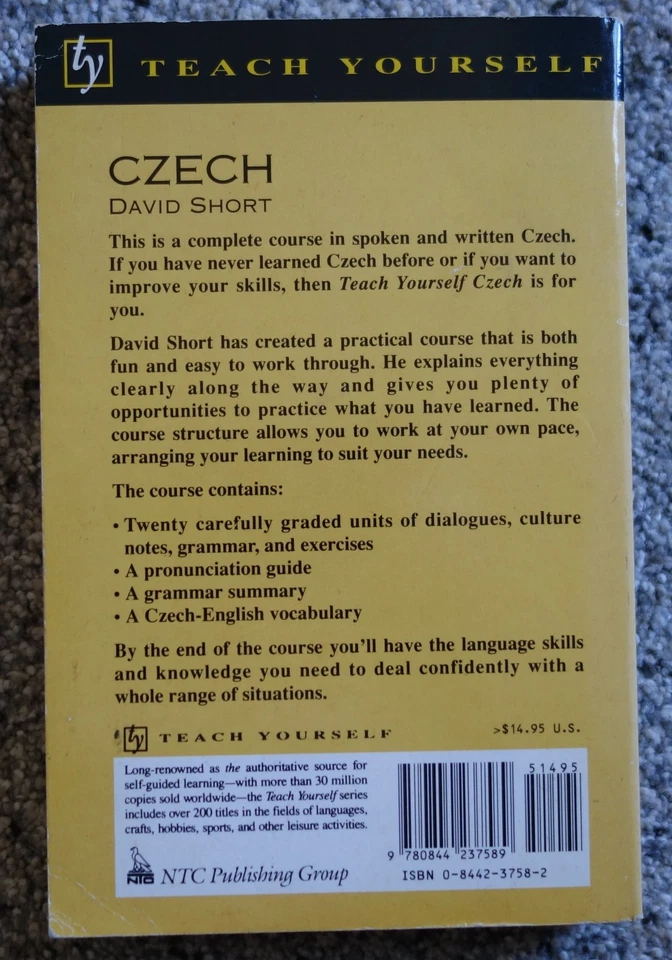 ty TEACH YOURSELF
CZECH
DAVID SHORT
This is a complete course in spoken and written Czech.
If you have never learned Czech before or if you want to
improve your skills, then Teach Yourself Czech is for
you.
David Short has created a practical course that is both
fun and easy to work through. He explains everything
clearly along the way and gives you plenty of
opportunities to practice what you have learned. The
course structure allows you to work at your own pace,
arranging your learning to suit your needs.
The course contains:
• Twenty carefully graded units of dialogues, culture
notes, grammar, and exercises
• A pronunciation guide
• A grammar summary
• A Czech-English vocabulary
By the end of the course you'll have the language skills
and knowledge you need to deal confidently with a
whole range of situations.
ty TEACH YOURSELF
>$14.95 U.S.
Long-renowned as the authoritative source for
self-guided learning—with more than 30 million
copies sold worldwide—the Teach Yourself series
includes over 200 titles in the fields of languages,
crafts, hobbies, sports, and other leisure activities.
NTC NTC Publishing Group
51495
9 780844 237589
ISBN 0-8442-3758-2